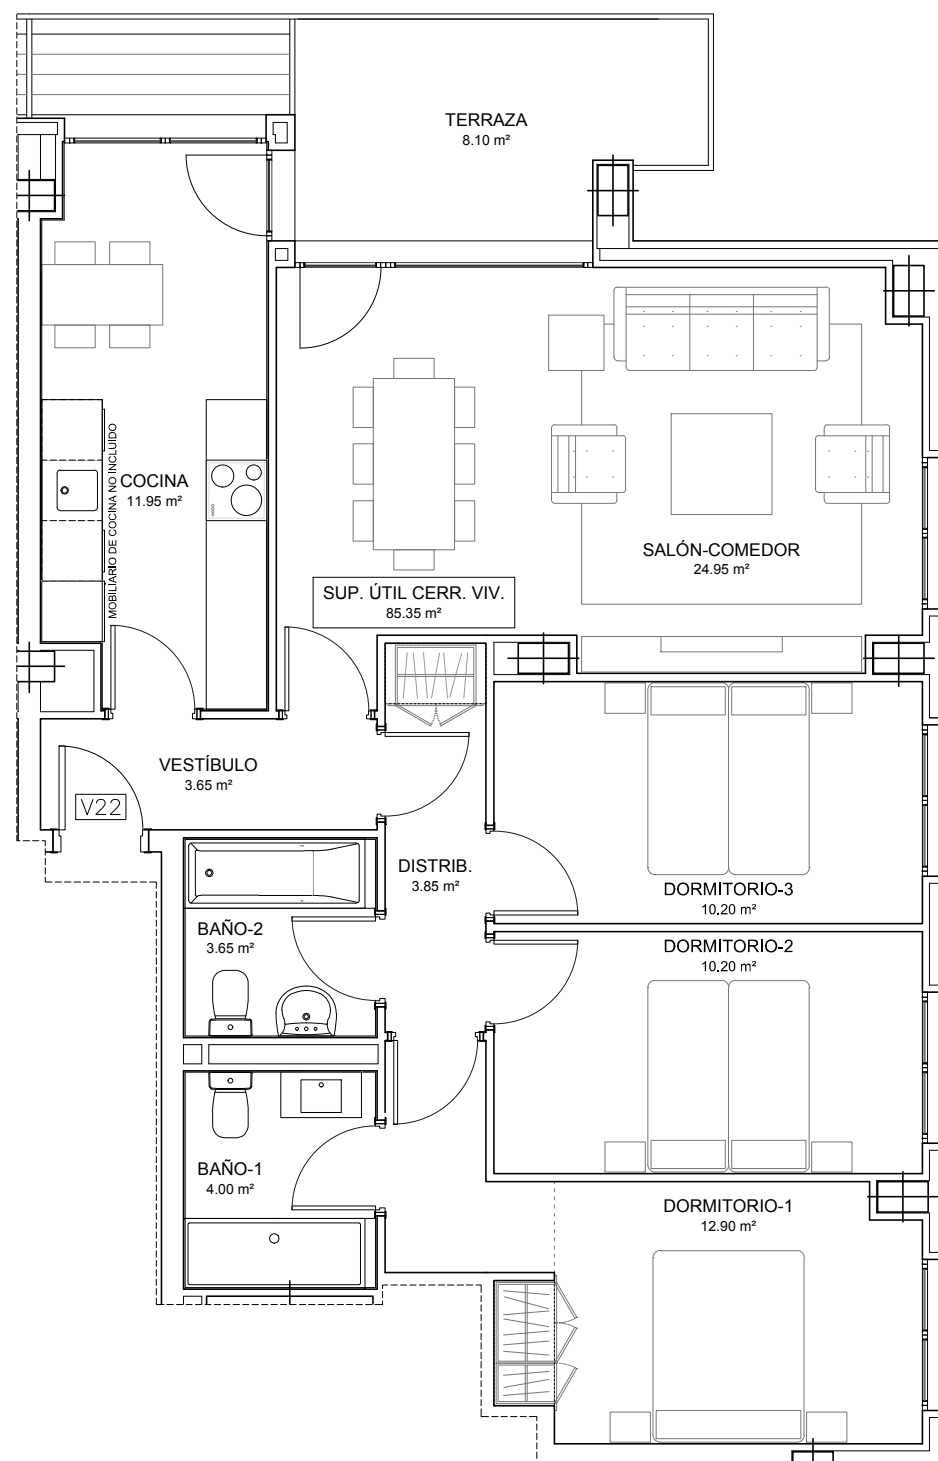 TERRAZA
8.10 m²
COCINA
11.95 m²
MOBILIARIO DE COCINA NO INCLUIDO
SALÓN-COMEDOR
24.95 m²
SUP. ÚTIL CERR. VIV.
85.35 m²
VESTÍBULO
3.65 m²
V22
DISTRIB.
3.85 m²
DORMITORIO-3
10.20 m²
BAÑO-2
3.65 m²
DORMITORIO-2
10.20 m²
BAÑO-1
4.00 m²
DORMITORIO-1
12.90 m²